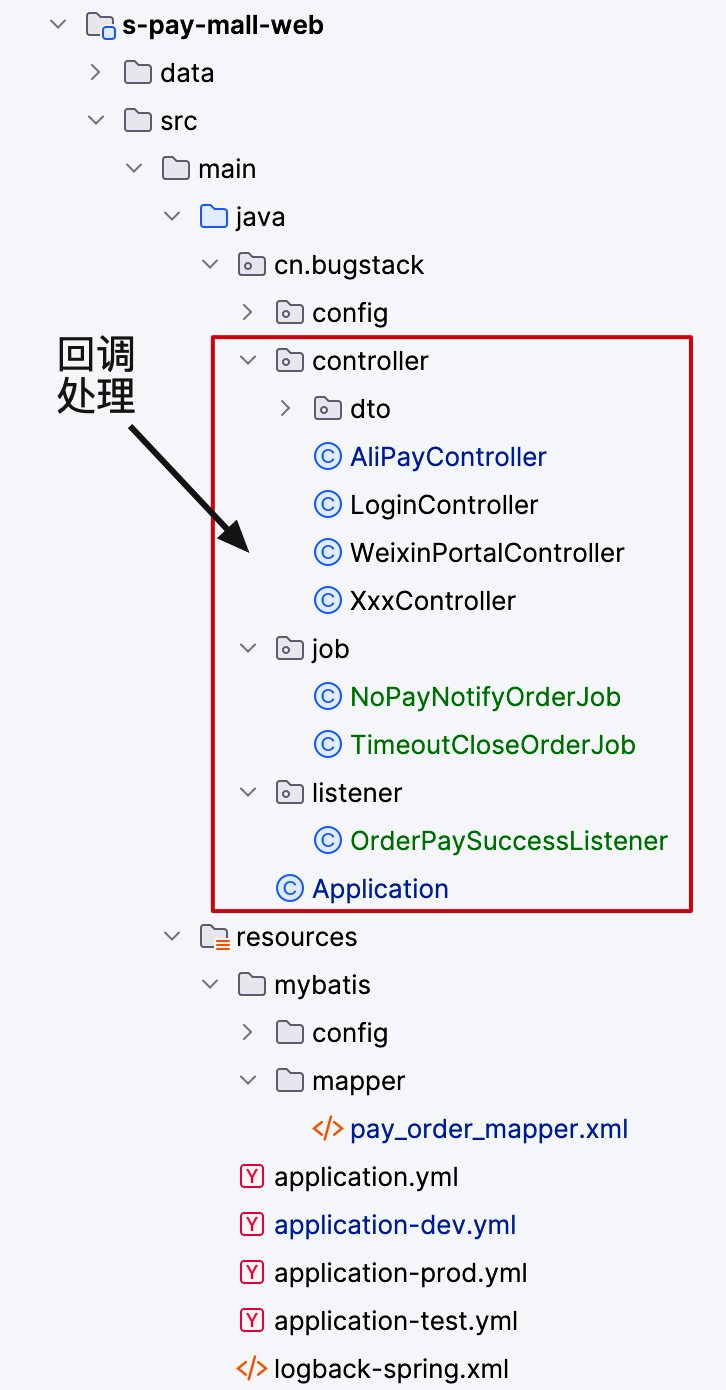 s-pay-mall-web
data
src
main
java
cn.bugstack
config
回调
处理
controller
dto
AliPayController
LoginController
WeixinPortalController
XxxController
job
NoPayNotifyOrderJob
TimeoutCloseOrderJob
listener
OrderPaySuccessListener
Application
resources
mybatis
config
mapper
pay_order_mapper.xml
application.yml
application-dev.yml
application-prod.yml
application-test.yml
logback-spring.xml